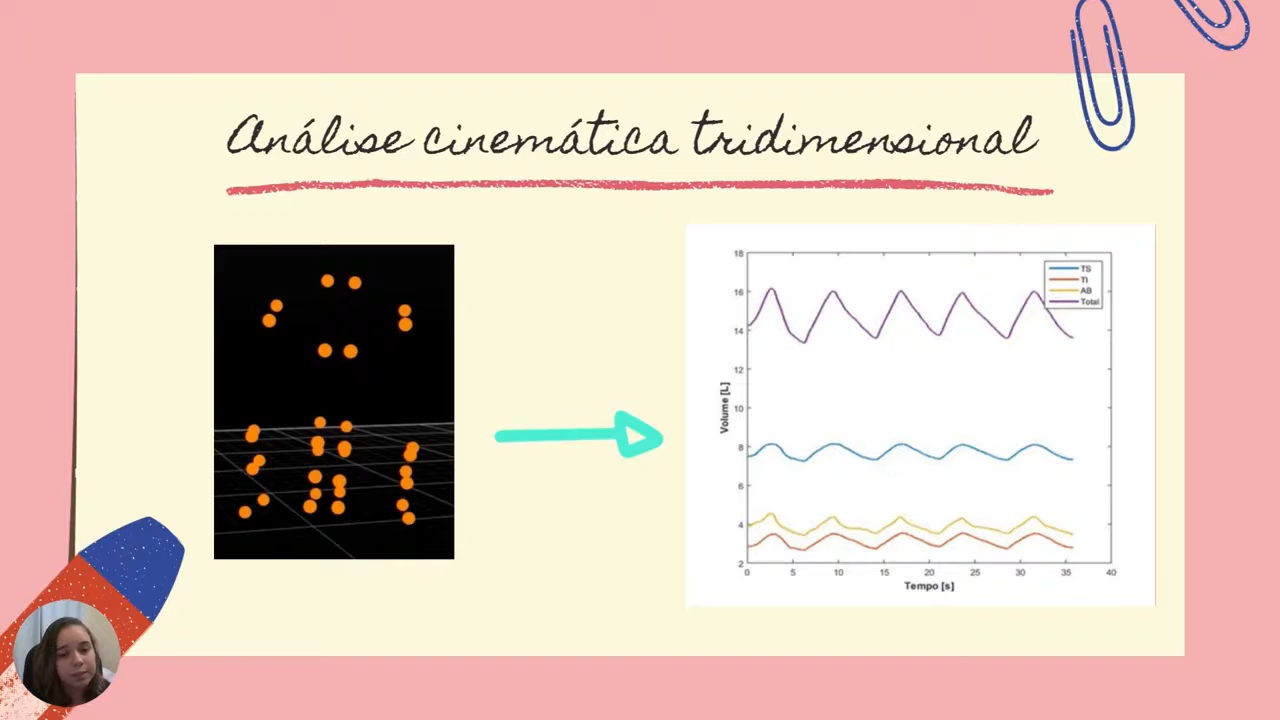 Análise cinemática tridimensional
18
16
14
12
10
8
6
4
2
Volume [L]
TS
TI
AB
Total
0 5 10 15 20 25 30 35 40
Tempo [s]